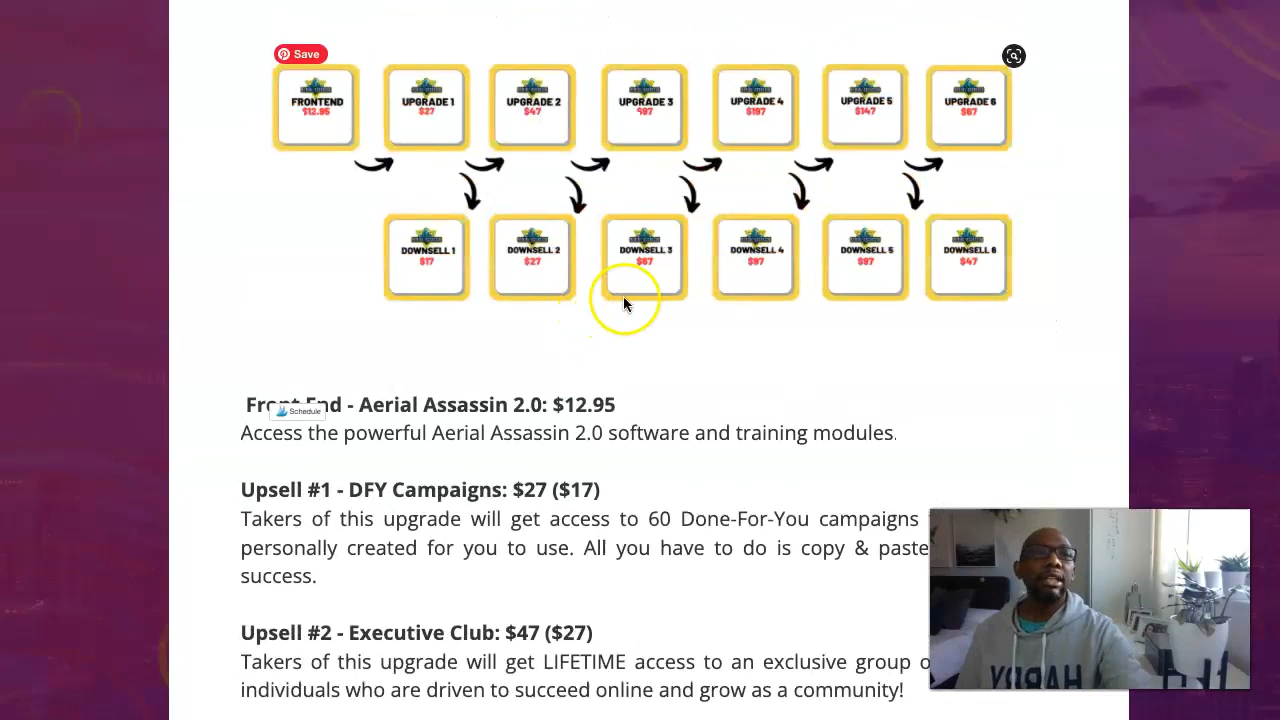 Save
FRONTEND UPGRADE 1 UPGRADE 2 UPGRADE 3 UPGRADE 4 UPGRADE 5 UPGRADE 6
$12.95 $27 $47 $97 $197 $147 $67
DOWNSELL 1 DOWNSELL 2 DOWNSELL 3 DOWNSELL 4 DOWNSELL 5 DOWNSELL 6
$17 $27 $67 $97 $97 $47
Front End - Aerial Assassin 2.0: $12.95
Schedule
Access the powerful Aerial Assassin 2.0 software and training modules.
Upsell #1 - DFY Campaigns: $27 ($17)
Takers of this upgrade will get access to 60 Done-For-You campaigns
personally created for you to use. All you have to do is copy & paste
success.
Upsell #2 - Executive Club: $47 ($27)
Takers of this upgrade will get LIFETIME access to an exclusive group
individuals who are driven to succeed online and grow as a community!
HAPPY